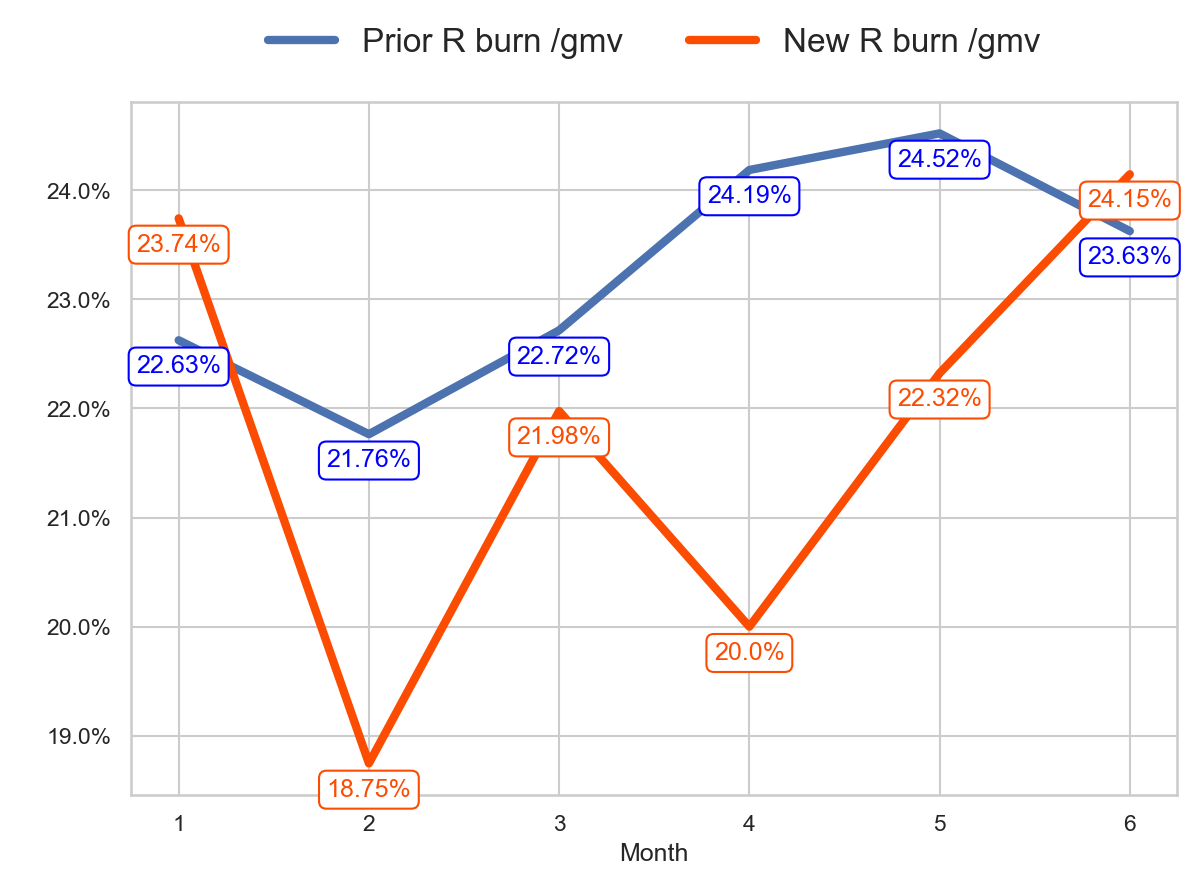 Prior R burn /gmv New R burn /gmv
24.52%
24.0% 24.19% 24.15%
23.74% 23.63%
23.0%
22.63% 22.72%
22.0% 22.32%
21.76% 21.98%
21.0%
20.0% 20.0%
19.0%
18.75%
1 2 3 4 5 6
Month